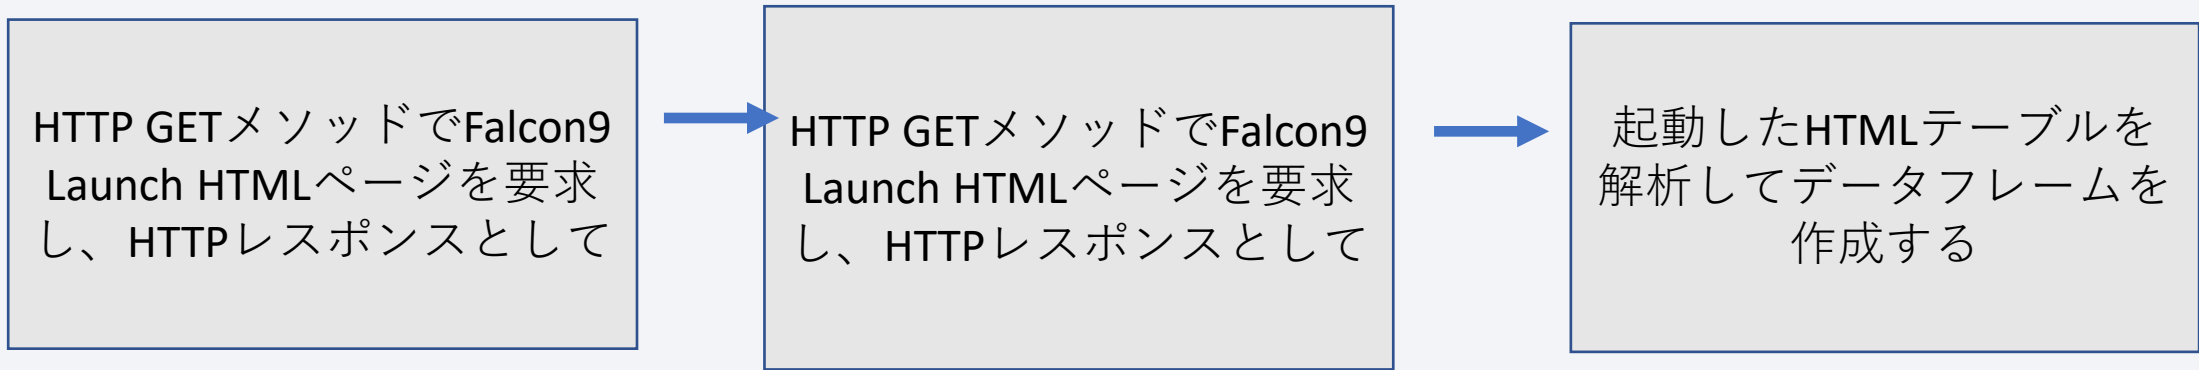 HTTP GETメソッドでFalcon9
Launch HTMLページを要求
し、HTTPレスポンスとして
HTTP GETメソッドでFalcon9
Launch HTMLページを要求
し、HTTPレスポンスとして
起動したHTMLテーブルを
解析してデータフレームを
作成する